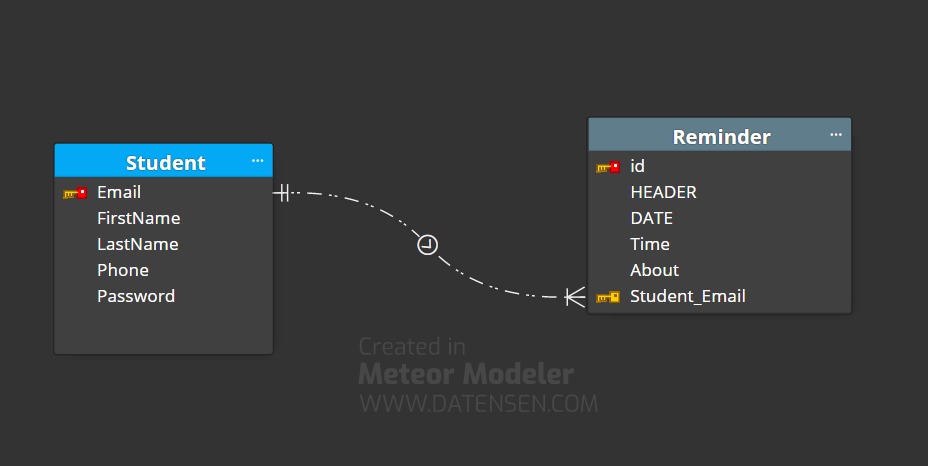 Student
Email
FirstName
LastName
Phone
Password
Reminder
id
HEADER
DATE
Time
About
Student_Email
Created in
Meteor Modeler
WWW.DATENSEN.COM